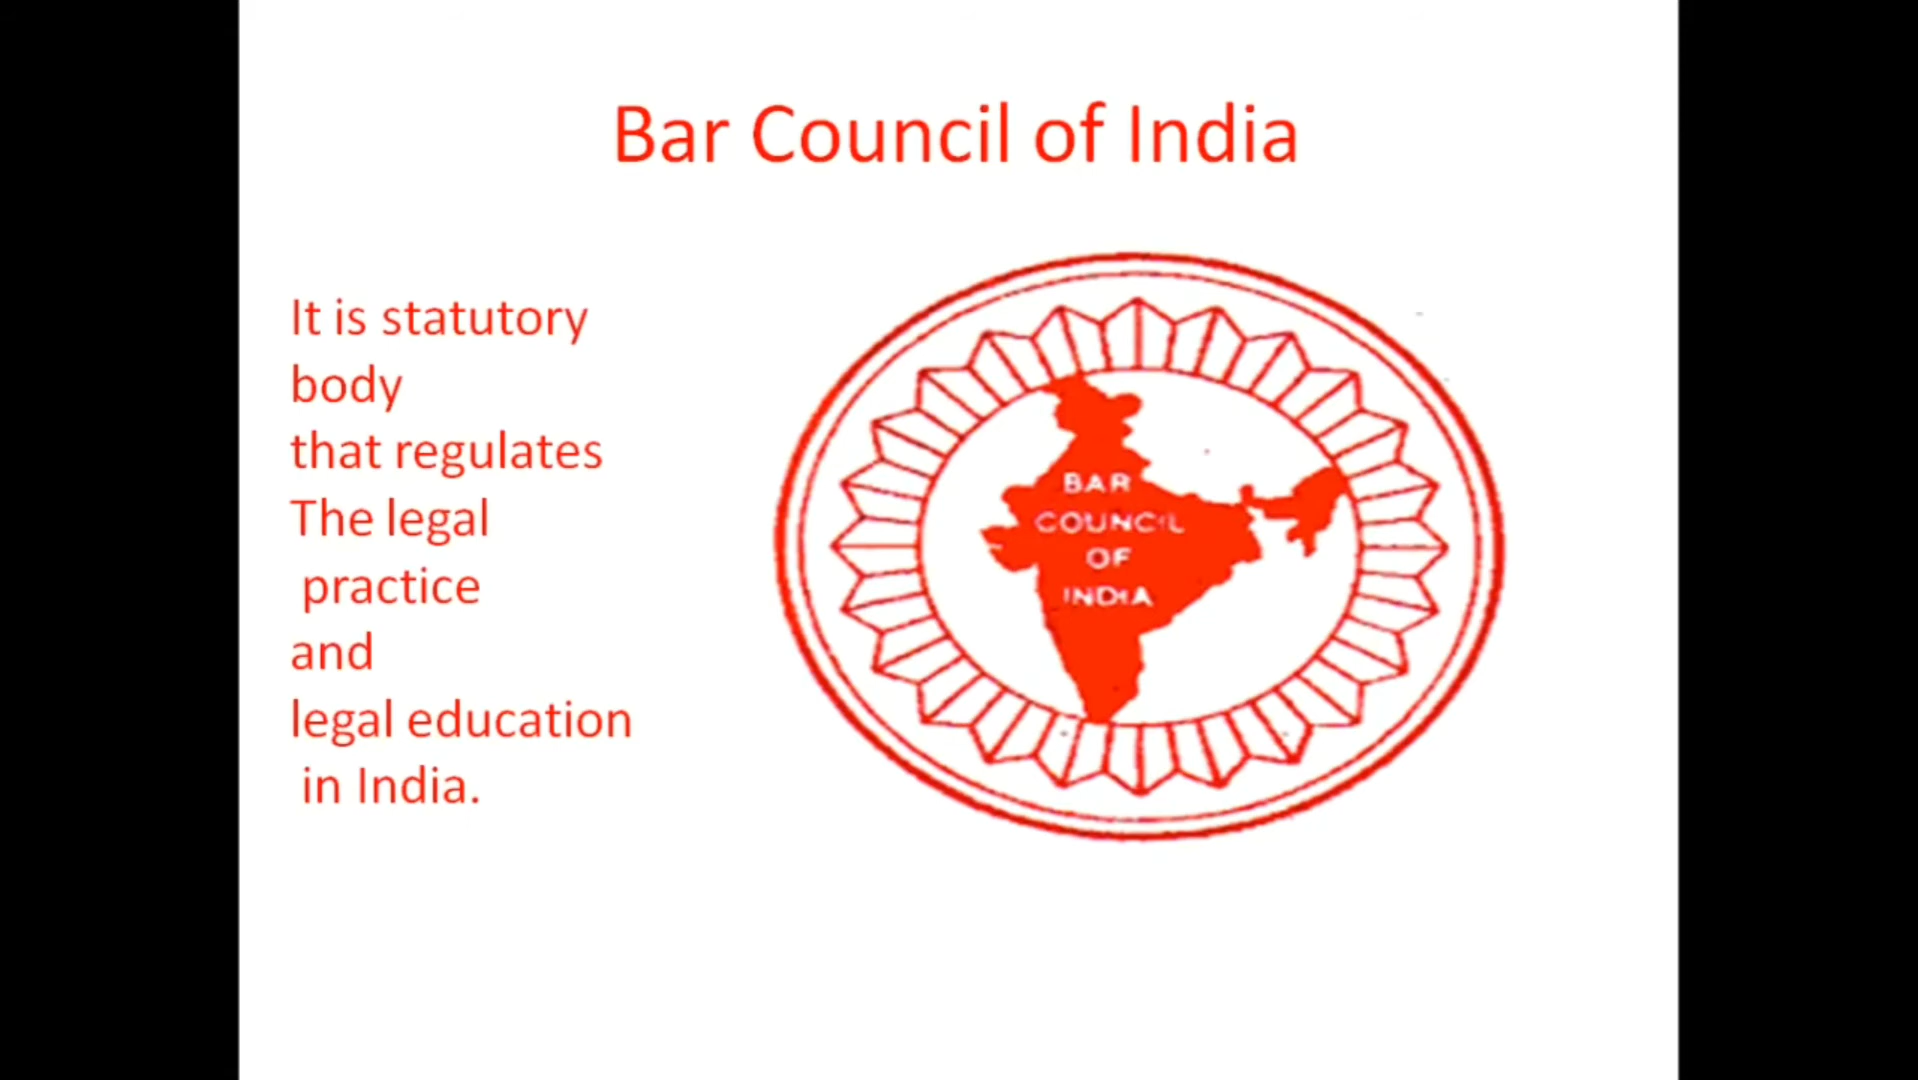 Bar Council of India
It is statutory
body
that regulates
The legal
practice
and
legal education
in India.
BAR
COUNCIL
OF
INDIA